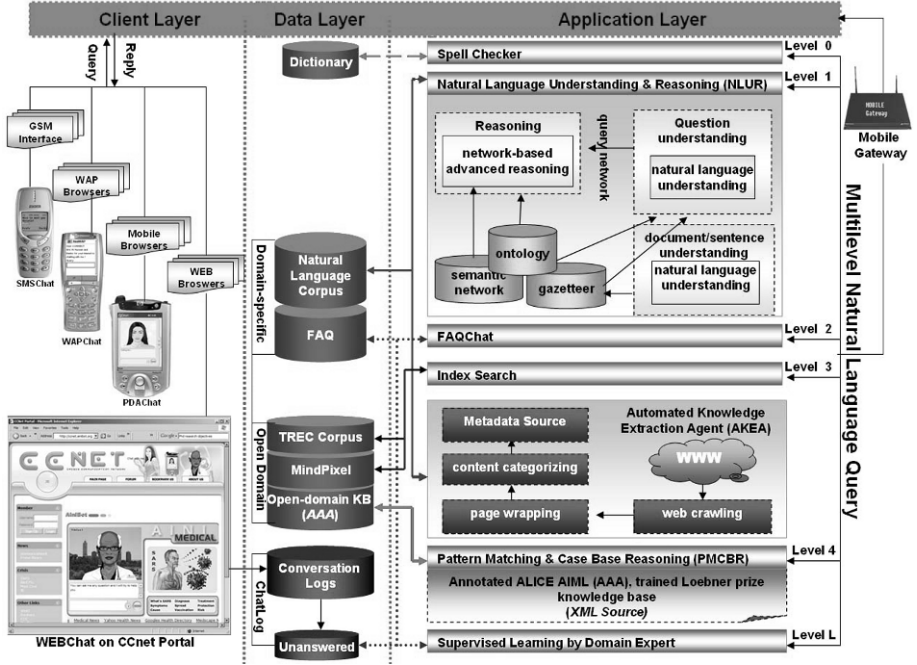 Client Layer
Data Layer
Application Layer
Query
Reply
GSM
Interface
WAP
Browsers
Mobile
Browsers
WEB
Broswers
SMSChat
WAPChat
PDAChat
CCNET
MEDICAL
WEBChat on CCnet Portal
Dictionary
Domain-specific
Natural
Language
Corpus
FAQ
Open Domain
TREC Corpus
MindPixel
Open-domain KB
(AAA)
ChatLog
Conversation
Logs
Unanswered
Spell Checker
Level 0
Natural Language Understanding & Reasoning (NLUR)
Level 1
Reasoning
network-based
advanced reasoning
query network
Question
understanding
natural language
understanding
ontology
semantic
network
gazetteer
document/sentence
understanding
natural language
understanding
FAQChat
Level 2
Index Search
Level 3
Metadata Source
content categorizing
page wrapping
Automated Knowledge
Extraction Agent (AKEA)
WWW
web crawling
Pattern Matching & Case Base Reasoning (PMCBR)
Level 4
Annotated ALICE AIML (AAA), trained Loebner prize
knowledge base
(XML Source)
Supervised Learning by Domain Expert
Level L
MOBILE
Gateway
Mobile
Gateway
Multilevel Natural Language Query